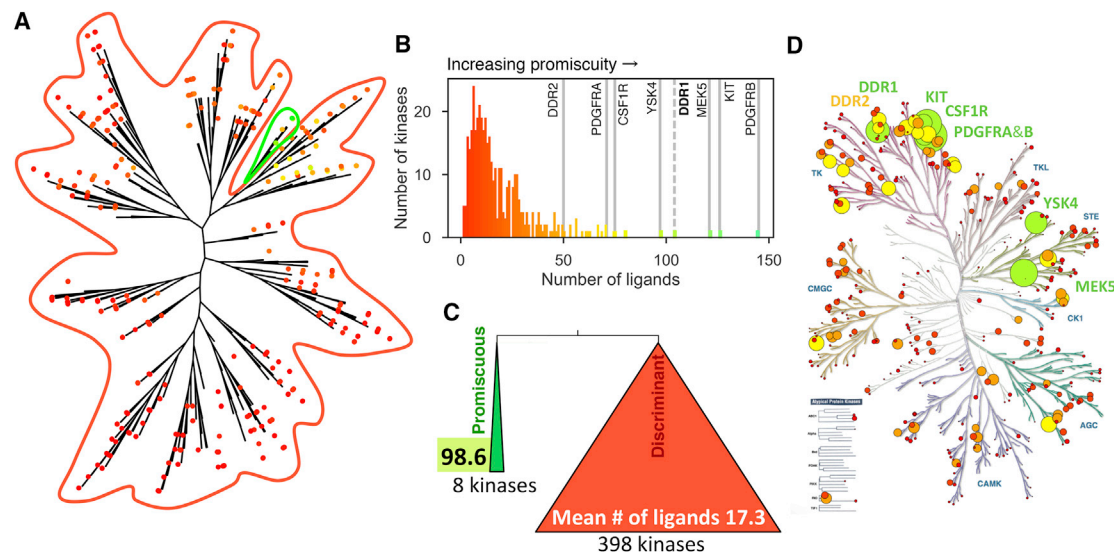 A
B
Increasing promiscuity →
DDR2
PDGFRA
CSF1R
YSK4
DDR1
MEK5
KIT
PDGFRB
Number of kinases
20
10
0
0
50
100
150
Number of ligands
C
Promiscuous
98.6
8 kinases
Discriminant
Mean # of ligands 17.3
398 kinases
D
DDR1
DDR2
KIT
CSF1R
PDGFRA&B
TK
TKL
YSK4
STE
MEK5
CMGC
CK1
AGC
CAMK
Atypical Protein Kinases